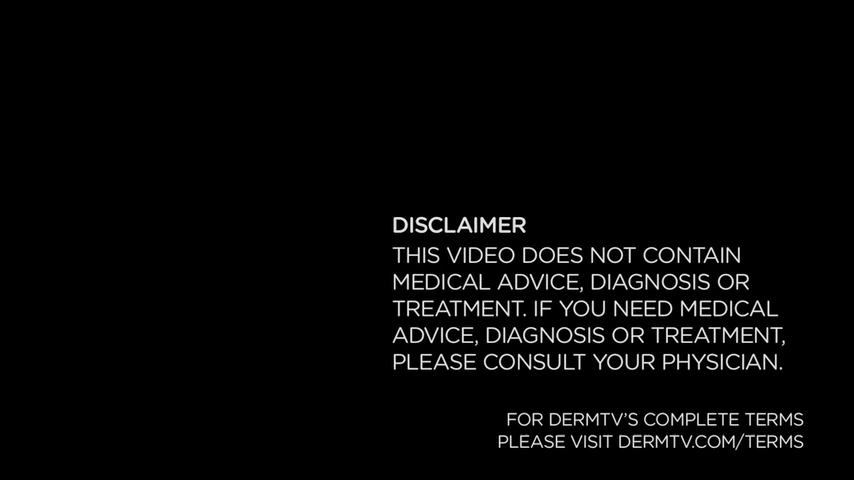 DISCLAIMER
THIS VIDEO DOES NOT CONTAIN
MEDICAL ADVICE, DIAGNOSIS OR
TREATMENT. IF YOU NEED MEDICAL
ADVICE, DIAGNOSIS OR TREATMENT,
PLEASE CONSULT YOUR PHYSICIAN.
FOR DERMTV'S COMPLETE TERMS
PLEASE VISIT DERMTV.COM/TERMS